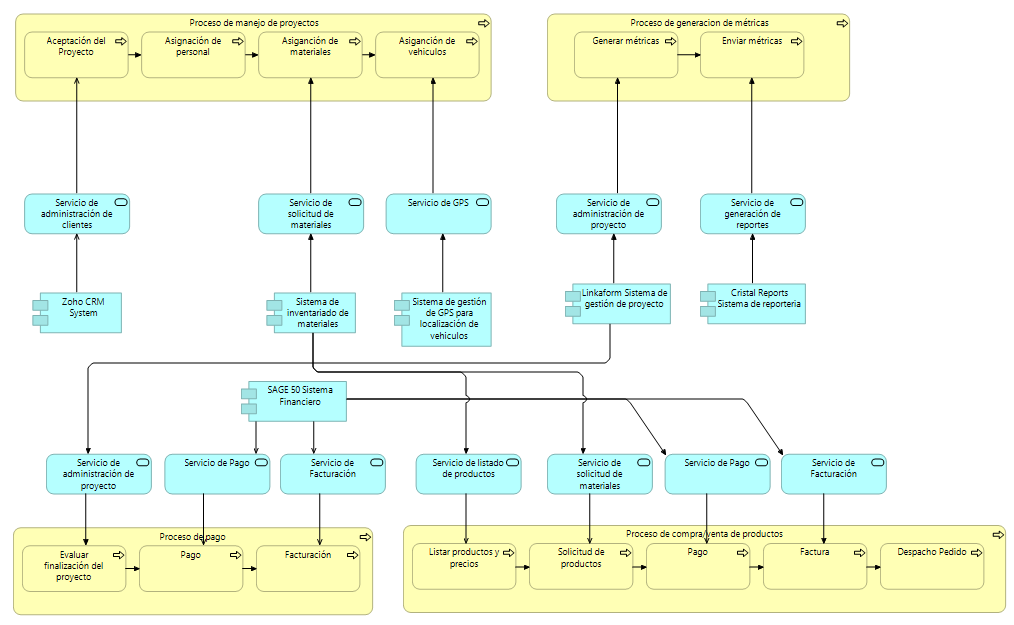 Proceso de manejo de proyectos
Aceptación del
Proyecto
Asignación de
personal
Asigancón de
materiales
Asigancón de
vehiculos
Proceso de generacion de métricas
Generar métricas
Enviar métricas
Servicio de
administración de
clientes
Servicio de
solicitud de
materiales
Servicio de GPS
Servicio de
administración de
proyecto
Servicio de
generación de
reportes
Zoho CRM
System
Sistema de
inventariado de
materiales
Sistema de gestión
de GPS para
localización de
vehiculos
Linkaform Sistema de
gestión de proyecto
Cristal Reports
Sistema de reporteria
SAGE 50 Sistema
Financiero
Servicio de
administración de
proyecto
Servicio de Pago
Servicio de
Facturación
Servicio de listado
de productos
Servicio de
solicitud de
materiales
Servicio de Pago
Servicio de
Facturación
Proceso de pago
Evaluar
finalización del
proyecto
Pago
Facturación
Proceso de compra/venta de productos
Listar productos y
precios
Solicitud de
productos
Pago
Factura
Despacho Pedido